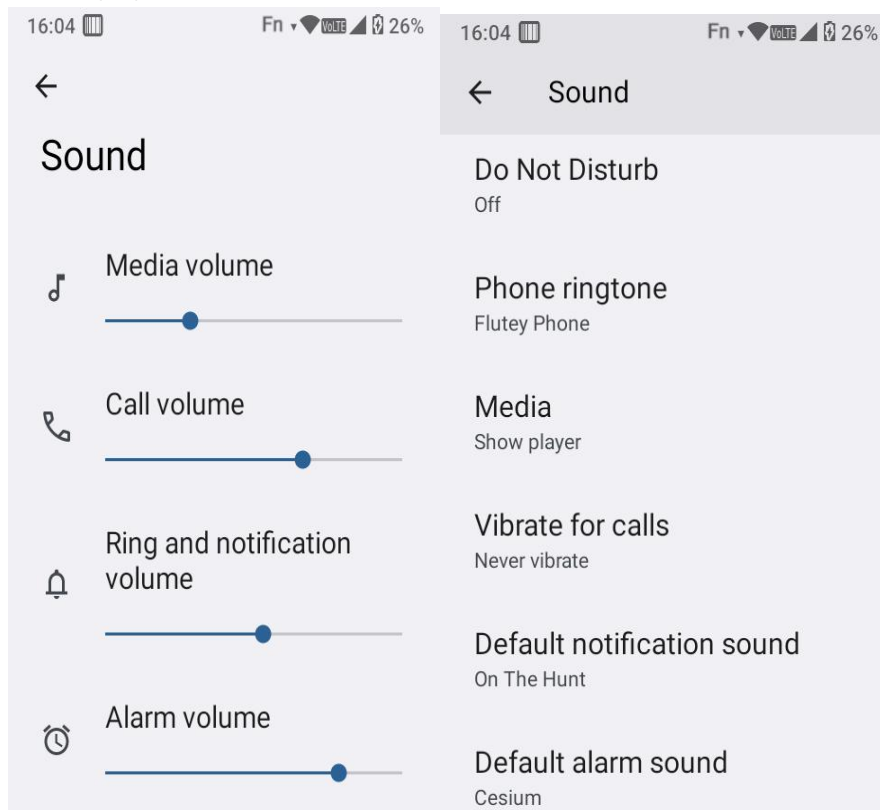 16:04
Fn
VoLTE
26%
Sound
Media volume
Call volume
Ring and notification
volume
Alarm volume
16:04
Fn
VoLTE
26%
Sound
Do Not Disturb
Off
Phone ringtone
Flutey Phone
Media
Show player
Vibrate for calls
Never vibrate
Default notification sound
On The Hunt
Default alarm sound
Cesium